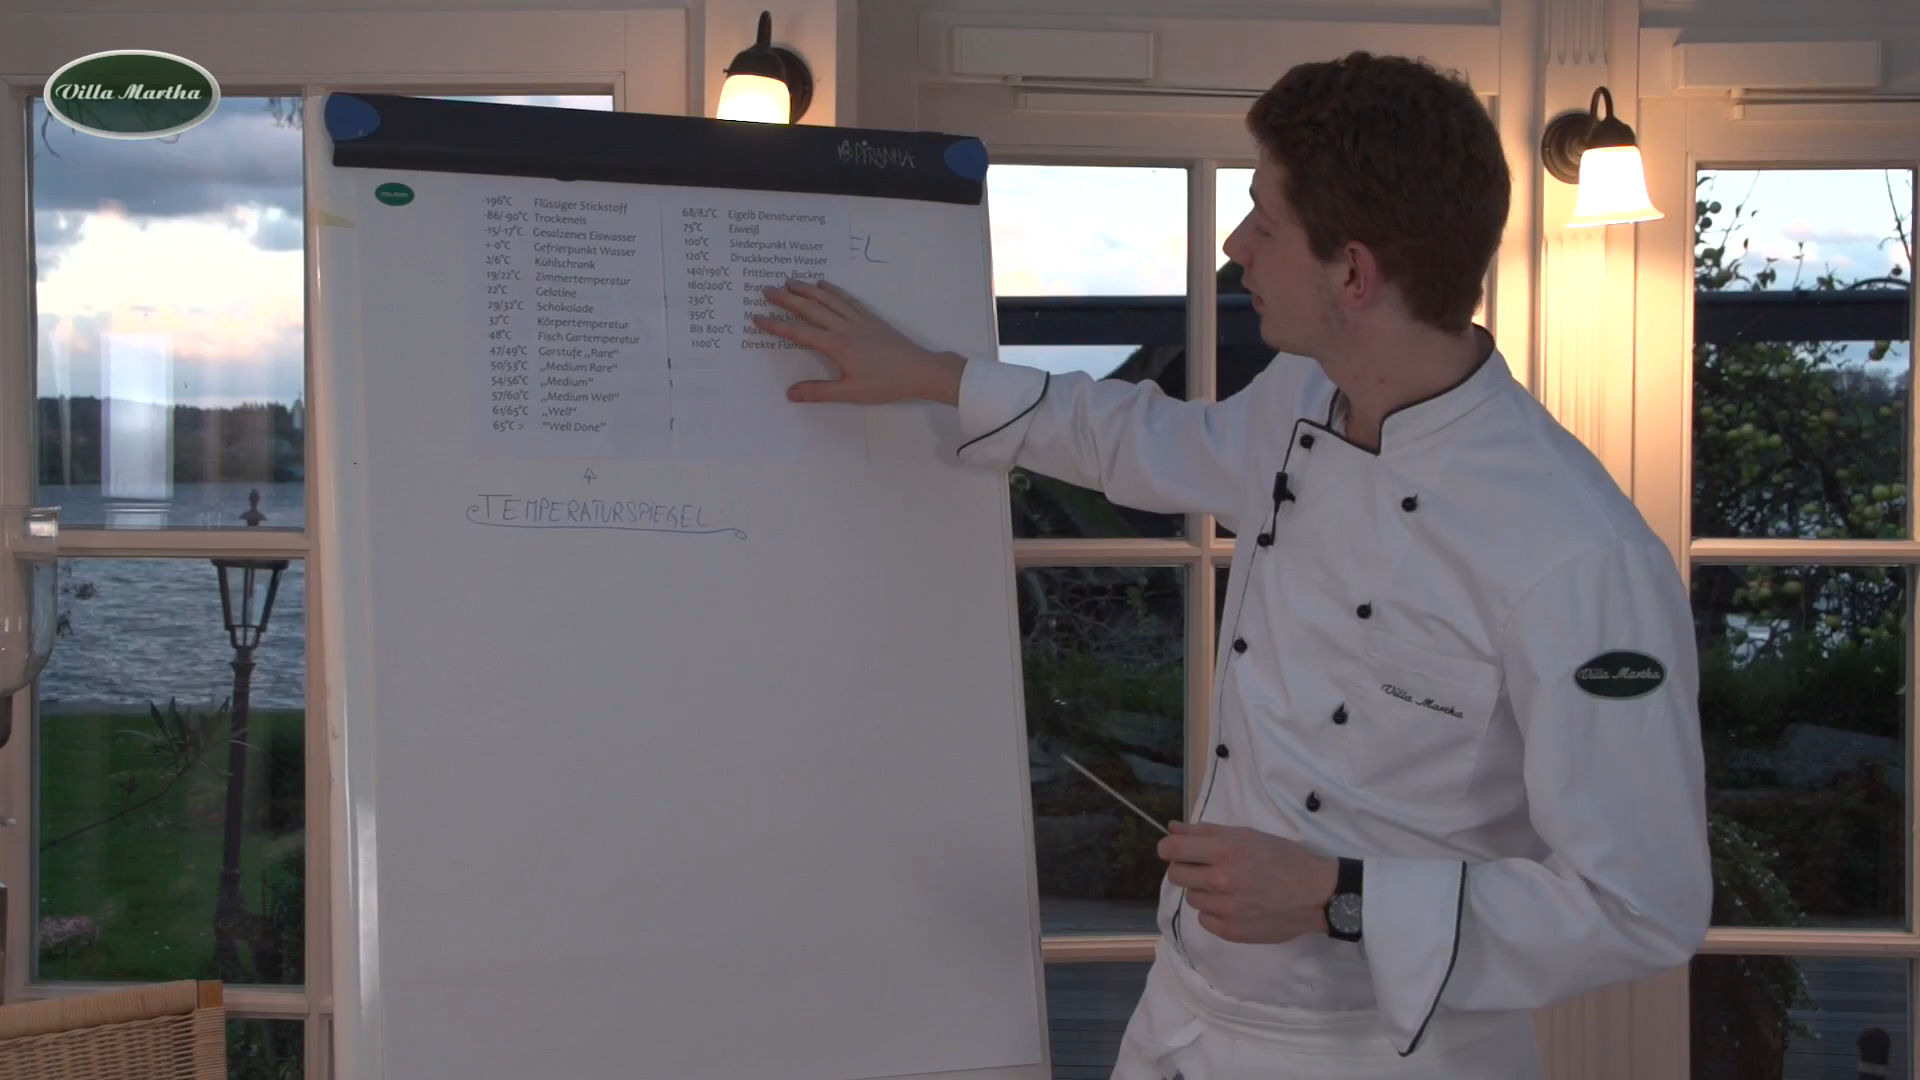 Villa Martha
PIRANHA
-196°C Flüssiger Stickstoff
-86/-90°C Trockeneis
-15/-17°C Gesalzenes Eiswasser
+-0°C Gefrierpunkt Wasser
2/6°C Kühlschrank
19/22°C Zimmertemperatur
22°C Gelatine
29/32°C Schokolade
37°C Körpertemperatur
48°C Fisch Gartemperatur
47/49°C Garstufe „Rare“
50/53°C „Medium Rare“
54/56°C „Medium“
57/60°C „Medium Well“
61/65°C „Well“
65°C > “Well Done”
68/82°C Eigelb Denaturierung
75°C Eiweiß
100°C Siederpunkt Wasser
120°C Druckkochen Wasser
140/190°C Frittieren, Backen
160/200°C
230°C
350°C
Bis 800°C
1100°C Direkte
EL
TEMPERATURSPIEGEL
Villa Martha
Villa Martha